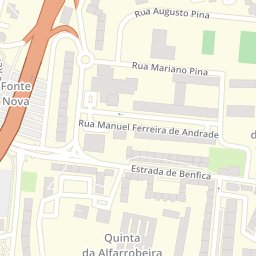 Rua Augusto Pina
Rua Mariano Pina
Fonte
Nova
Rua Manuel Ferreira de Andrade
Estrada de Benfica
Quinta
da Alfarrobeira